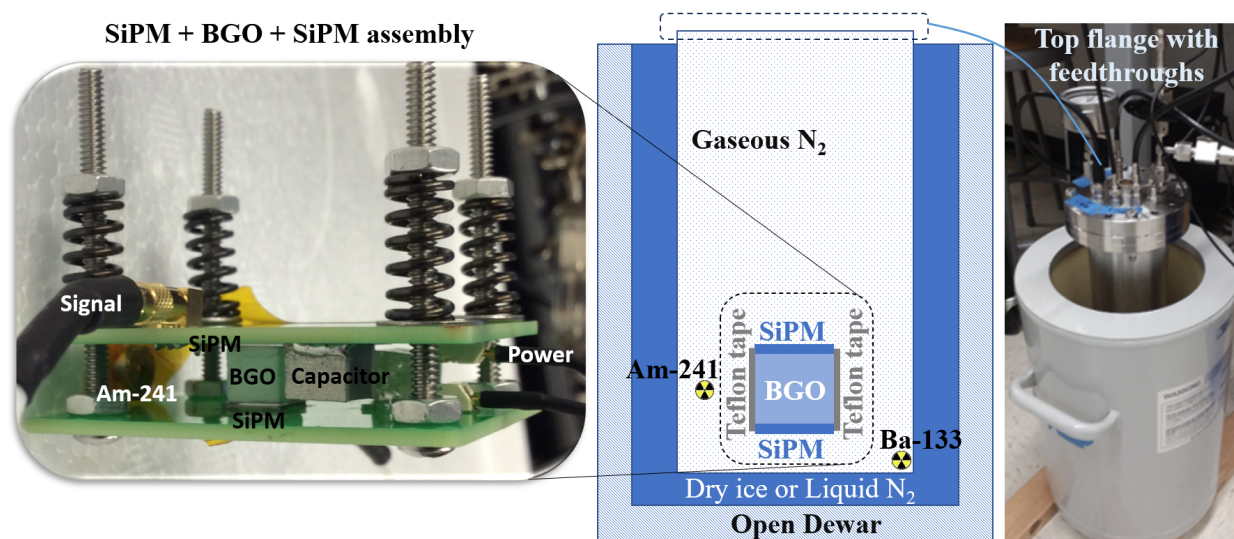 SiPM + BGO + SiPM assembly
Signal
SiPM
BGO
Capacitor
Power
Am-241
SiPM
Gaseous N₂
Am-241
Teflon tape
SiPM
BGO
SiPM
Teflon tape
Ba-133
Dry ice or Liquid N₂
Open Dewar
Top flange with
feedthroughs
WARNING